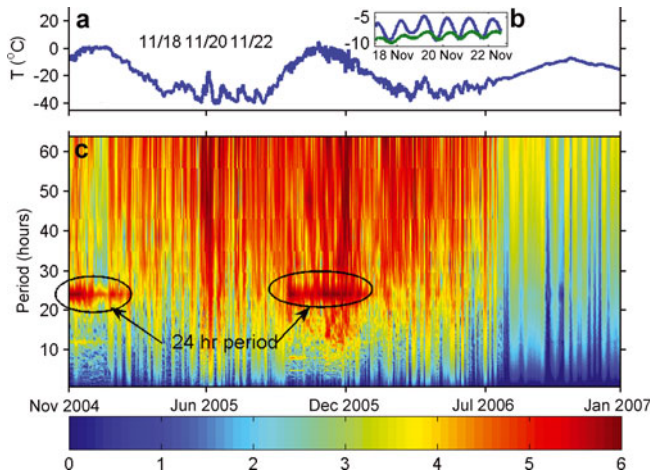 a
T (°C)
20
0
-20
-40
11/18 11/20 11/22
b
-5
-10
18 Nov 20 Nov 22 Nov
c
Period (hours)
60
50
40
30
20
10
24 hr period
Nov 2004 Jun 2005 Dec 2005 Jul 2006 Jan 2007
0 1 2 3 4 5 6